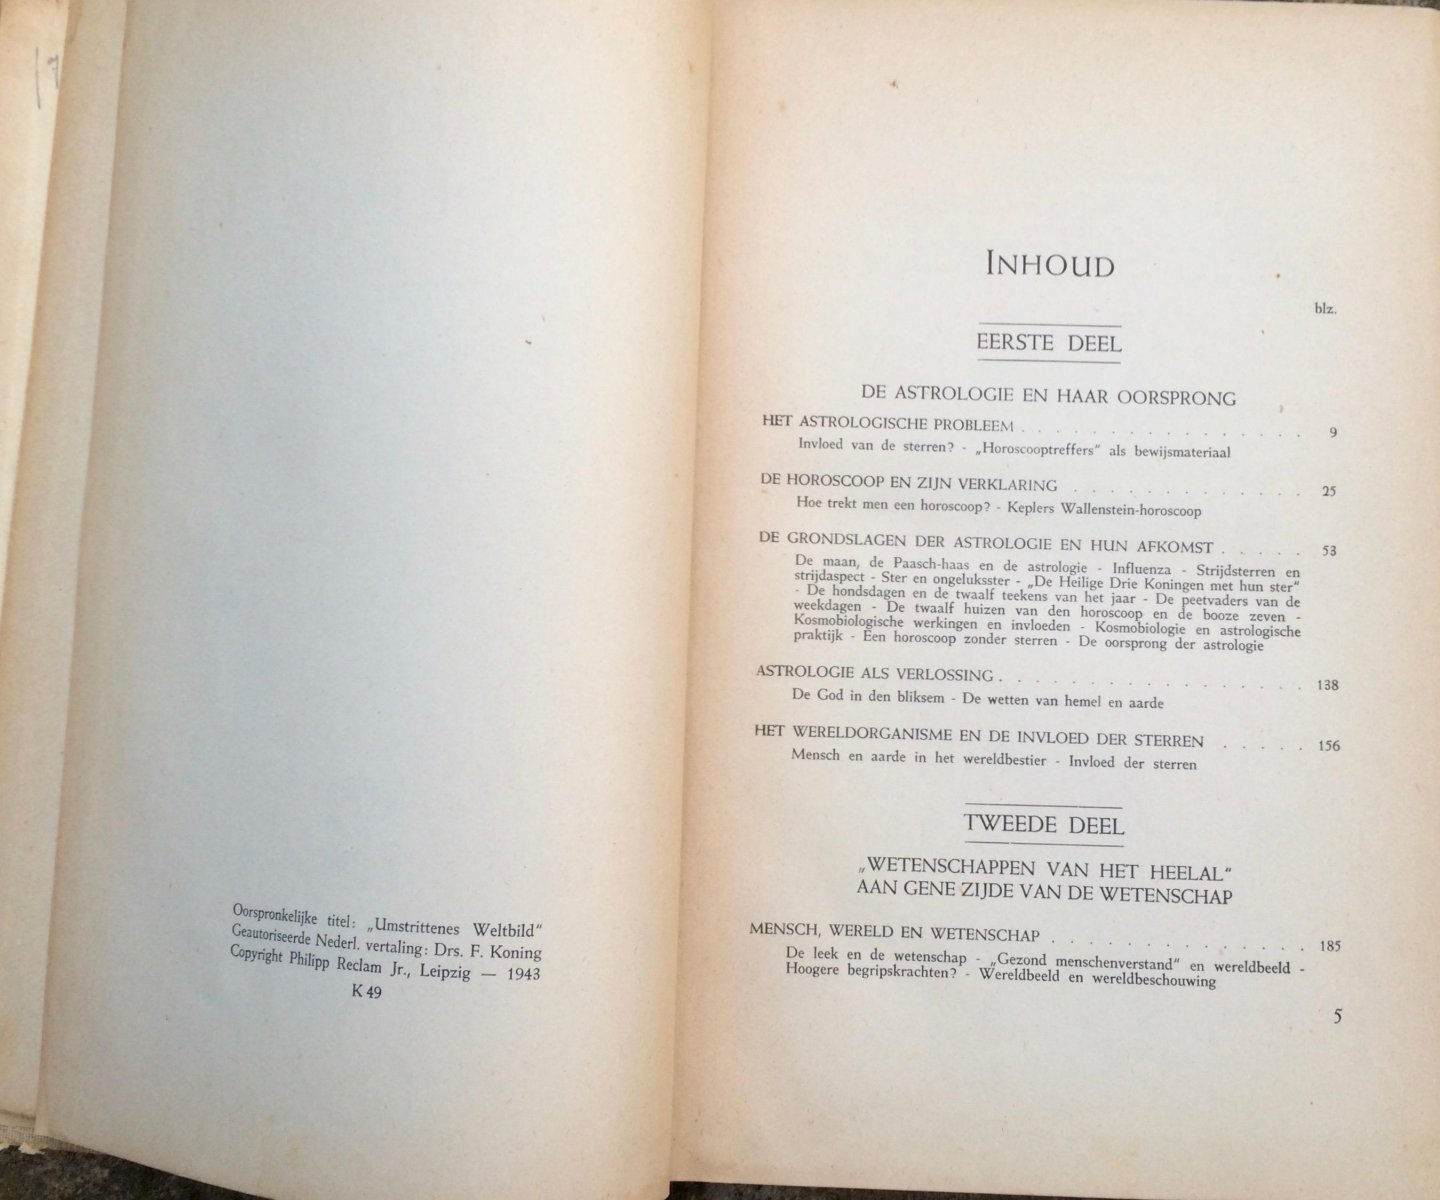 Oorspronkelijke titel: „Umstrittenes Weltbild"
Geautoriseerde Nederl. vertaling: Drs. F. Koning
Copyright Philipp Reclam Jr., Leipzig — 1943
K 49
INHOUD
blz.
EERSTE DEEL
DE ASTROLOGIE EN HAAR OORSPRONG
HET ASTROLOGISCHE PROBLEEM . . . . . . . . . . . . . . . . 9
Invloed van de sterren? - „Horoscooptreffers" als bewijsmateriaal
DE HOROSCOOP EN ZIJN VERKLARING . . . . . . . . . . . . . 25
Hoe trekt men een horoscoop? - Keplers Wallenstein-horoscoop
DE GRONDSLAGEN DER ASTROLOGIE EN HUN AFKOMST . . . . . 53
De maan, de Paasch-haas en de astrologie - Influenza - Strijdsterren en
strijdaspect - Ster en ongeluksster - „De Heilige Drie Koningen met hun ster"
- De hondsdagen en de twaalf teekens van het jaar - De peetvaders van de
weekdagen - De twaalf huizen van den horoscoop en de booze zeven -
Kosmobiologische werkingen en invloeden - Kosmobiologie en astrologische
praktijk - Een horoscoop zonder sterren - De oorsprong der astrologie
ASTROLOGIE ALS VERLOSSING . . . . . . . . . . . . . . . . . 138
De God in den bliksem - De wetten van hemel en aarde
HET WERELDORGANISME EN DE INVLOED DER STERREN . . . . . 156
Mensch en aarde in het wereldbestier - Invloed der sterren
TWEEDE DEEL
„WETENSCHAPPEN VAN HET HEELAL"
AAN GENE ZIJDE VAN DE WETENSCHAP
MENSCH, WERELD EN WETENSCHAP . . . . . . . . . . . . . . 185
De leek en de wetenschap - „Gezond menschenverstand" en wereldbeeld -
Hoogere begripskrachten? - Wereldbeeld en wereldbeschouwing
5